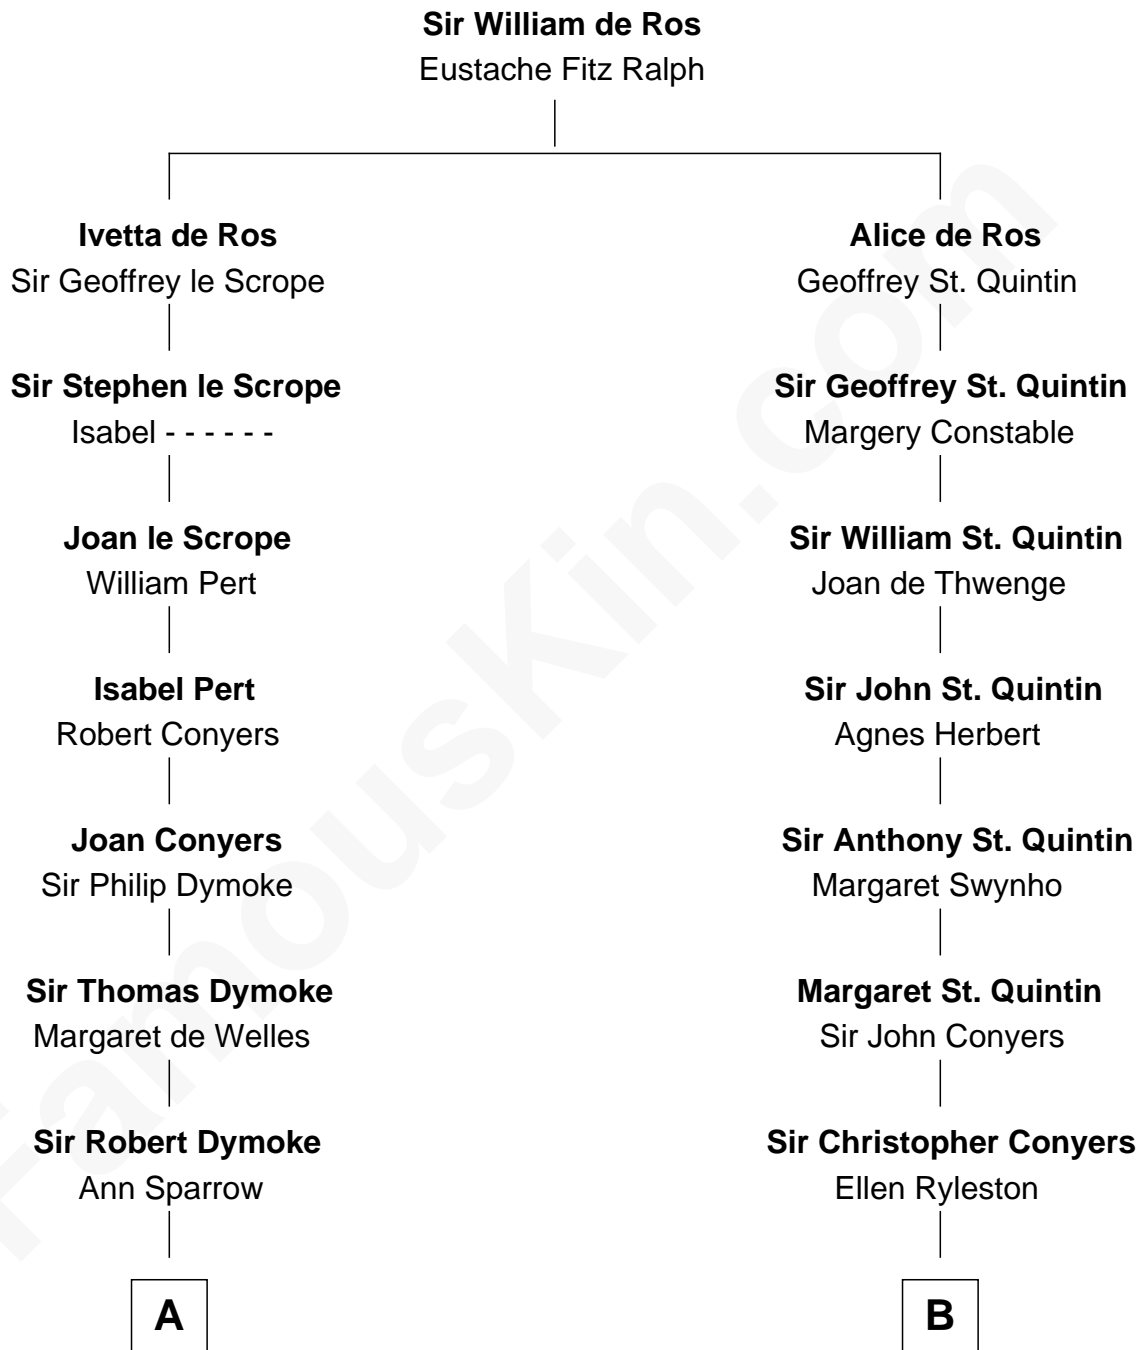 Sir William de Ros
Eustache Fitz Ralph
Ivetta de Ros
Sir Geoffrey le Scrope
Alice de Ros
Geoffrey St. Quintin
Sir Stephen le Scrope
Isabel - - - - - -
Sir Geoffrey St. Quintin
Margery Constable
Joan le Scrope
William Pert
Sir William St. Quintin
Joan de Thwenge
Isabel Pert
Robert Conyers
Sir John St. Quintin
Agnes Herbert
Joan Conyers
Sir Philip Dymoke
Sir Anthony St. Quintin
Margaret Swynho
Sir Thomas Dymoke
Margaret de Welles
Margaret St. Quintin
Sir John Conyers
Sir Robert Dymoke
Ann Sparrow
Sir Christopher Conyers
Ellen Ryleston
A
B
FamousKin.com